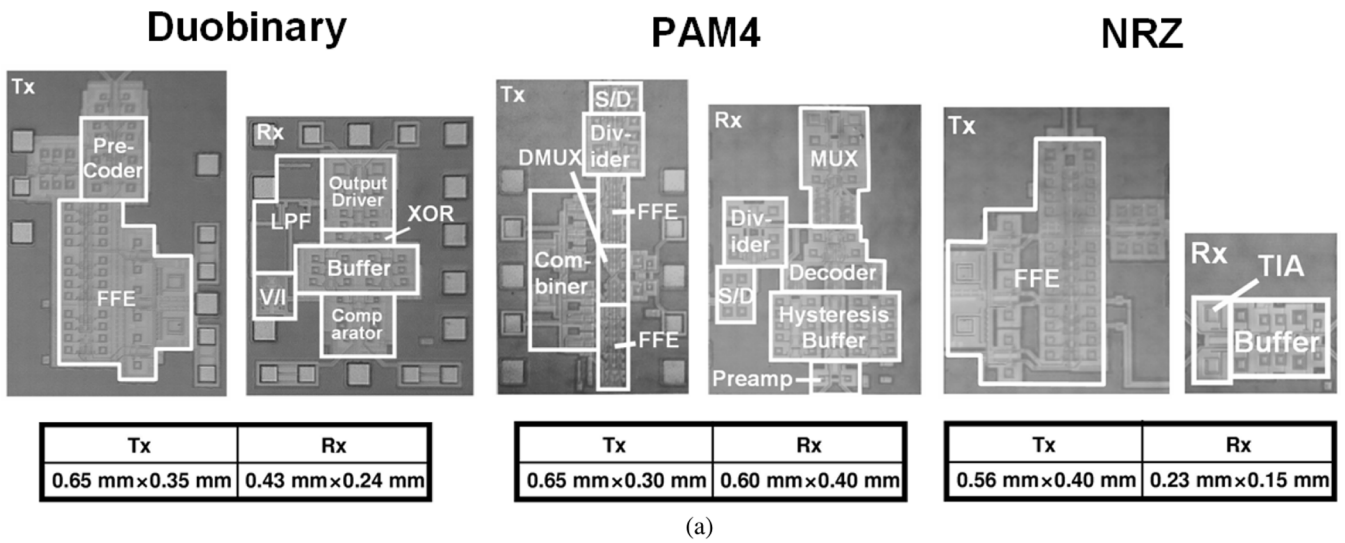 Duobinary
PAM4
NRZ
Tx
Pre-
Coder
FFE
Rx
Output
Driver
LPF
XOR
Buffer
V/I
Comp
arator
Tx
S/D
Div-
ider
DMUX
FFE
Com-
biner
FFE
Rx
MUX
Div-
ider
Decoder
S/D
Hysteresis
Buffer
Preamp
Tx
FFE
Rx
TIA
Buffer
Tx Rx
0.65 mm×0.35 mm 0.43 mm×0.24 mm
Tx Rx
0.65 mm×0.30 mm 0.60 mm×0.40 mm
Tx Rx
0.56 mm×0.40 mm 0.23 mm×0.15 mm
(a)